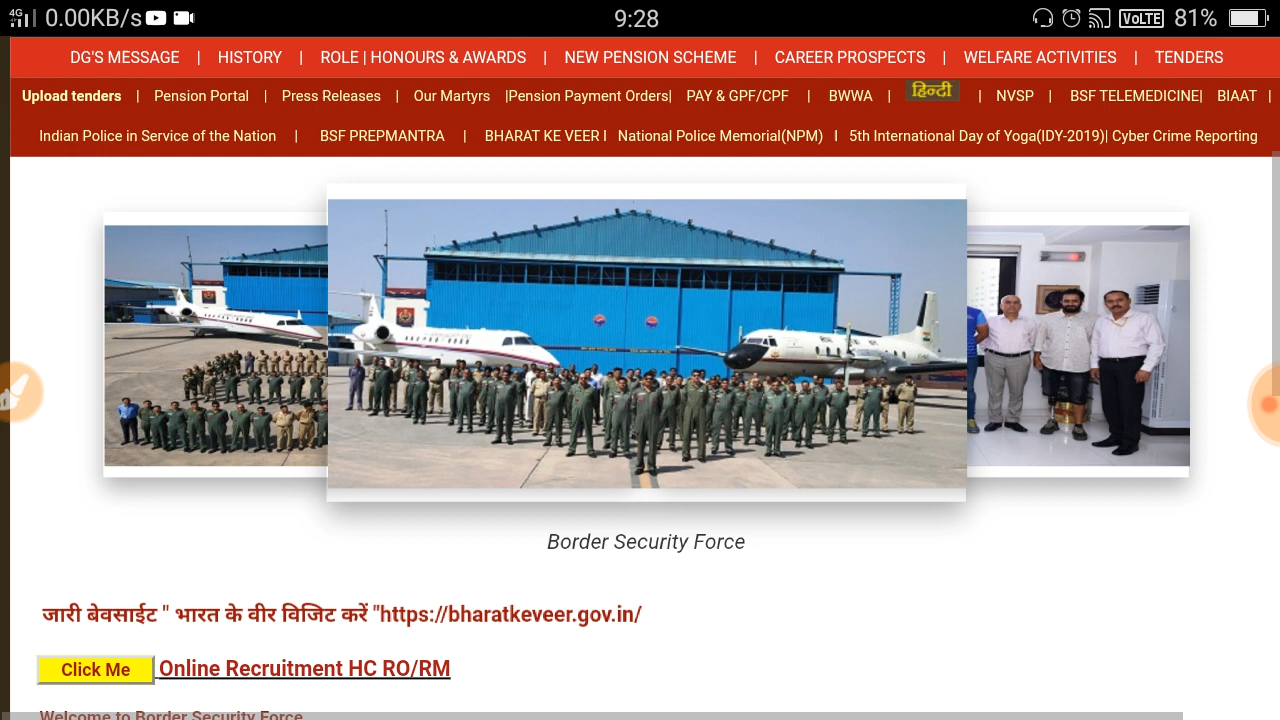 4G 0.00KB/s 9:28 VoLTE 81%
DG'S MESSAGE | HISTORY | ROLE | HONOURS & AWARDS | NEW PENSION SCHEME | CAREER PROSPECTS | WELFARE ACTIVITIES | TENDERS
Upload tenders | Pension Portal | Press Releases | Our Martyrs |Pension Payment Orders| PAY & GPF/CPF | BWWA | हिन्दी | NVSP | BSF TELEMEDICINE| BIAAT |
Indian Police in Service of the Nation | BSF PREPMANTRA | BHARAT KE VEER I National Police Memorial(NPM) I 5th International Day of Yoga(IDY-2019)| Cyber Crime Reporting
Border Security Force
जारी बेवसाईट " भारत के वीर विजिट करें "https://bharatkeveer.gov.in/
Click Me Online Recruitment HC RO/RM
Welcome to Border Security Force